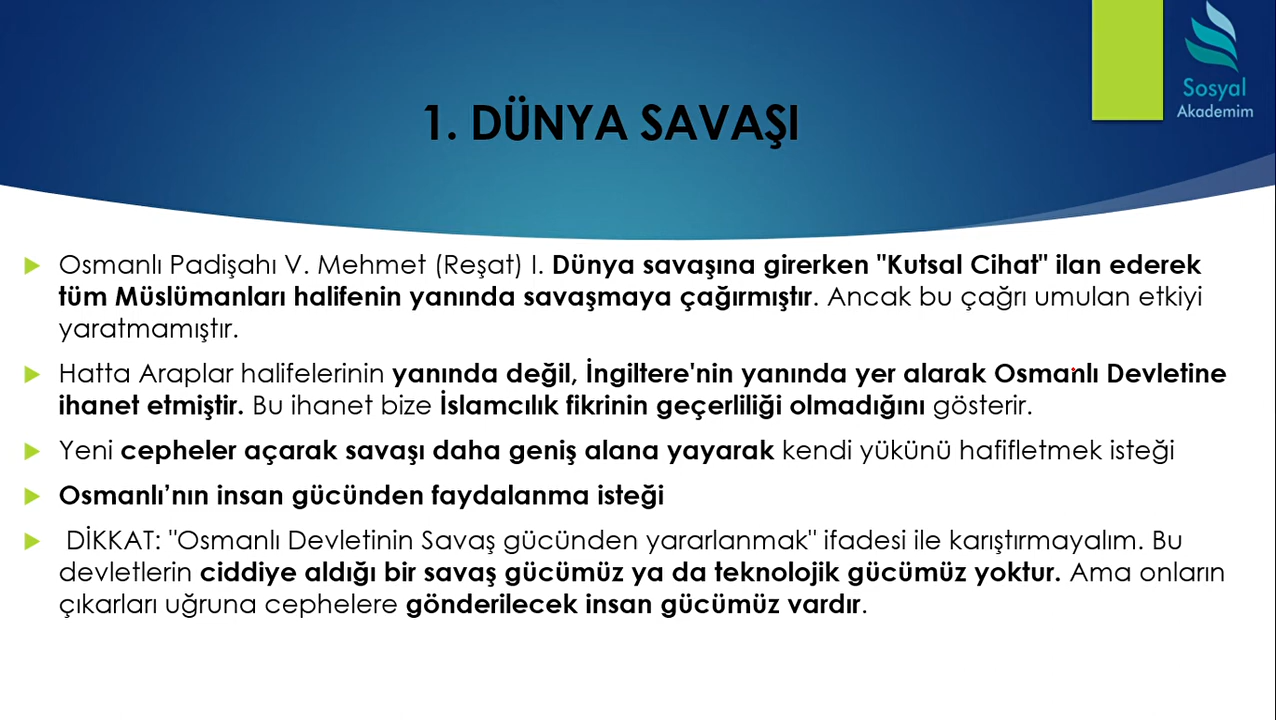 Sosyal
Akademim
1. DÜNYA SAVAŞI
Osmanlı Padişahı V. Mehmet (Reşat) I. Dünya savaşına girerken "Kutsal Cihat" ilan ederek
tüm Müslümanları halifenin yanında savaşmaya çağırmıştır. Ancak bu çağrı umulan etkiyi
yaratmamıştır.
Hatta Araplar halifelerinin yanında değil, İngiltere'nin yanında yer alarak Osmanlı Devletine
ihanet etmiştir. Bu ihanet bize İslamcılık fikrinin geçerliliği olmadığını gösterir.
Yeni cepheler açarak savaşı daha geniş alana yayarak kendi yükünü hafifletmek isteği
Osmanlı’nın insan gücünden faydalanma isteği
DİKKAT: "Osmanlı Devletinin Savaş gücünden yararlanmak" ifadesi ile karıştırmayalım. Bu
devletlerin ciddiye aldığı bir savaş gücümüz ya da teknolojik gücümüz yoktur. Ama onların
çıkarları uğruna cephelere gönderilecek insan gücümüz vardır.